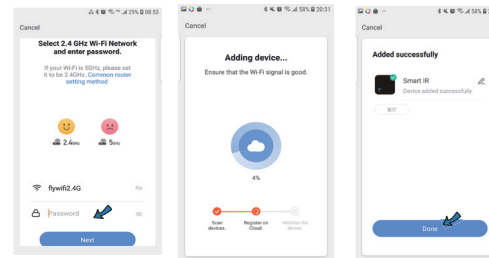 29% 08:53
Cancel
Select 2.4 GHz Wi-Fi Network
and enter password.
If your Wi-Fi is 5GHz, please set
it to be 2.4GHz. Common router
setting method
2.4GHz
5GHz
flywifi2.4G
Password
Next
58% 20:31
Cancel
Adding device...
Ensure that the Wi-Fi signal is good.
4%
Scan
devices.
Register on
Cloud.
Initialize the
device.
58%
Cancel
Added successfully
Smart IR
Device added successfully
客厅
Done